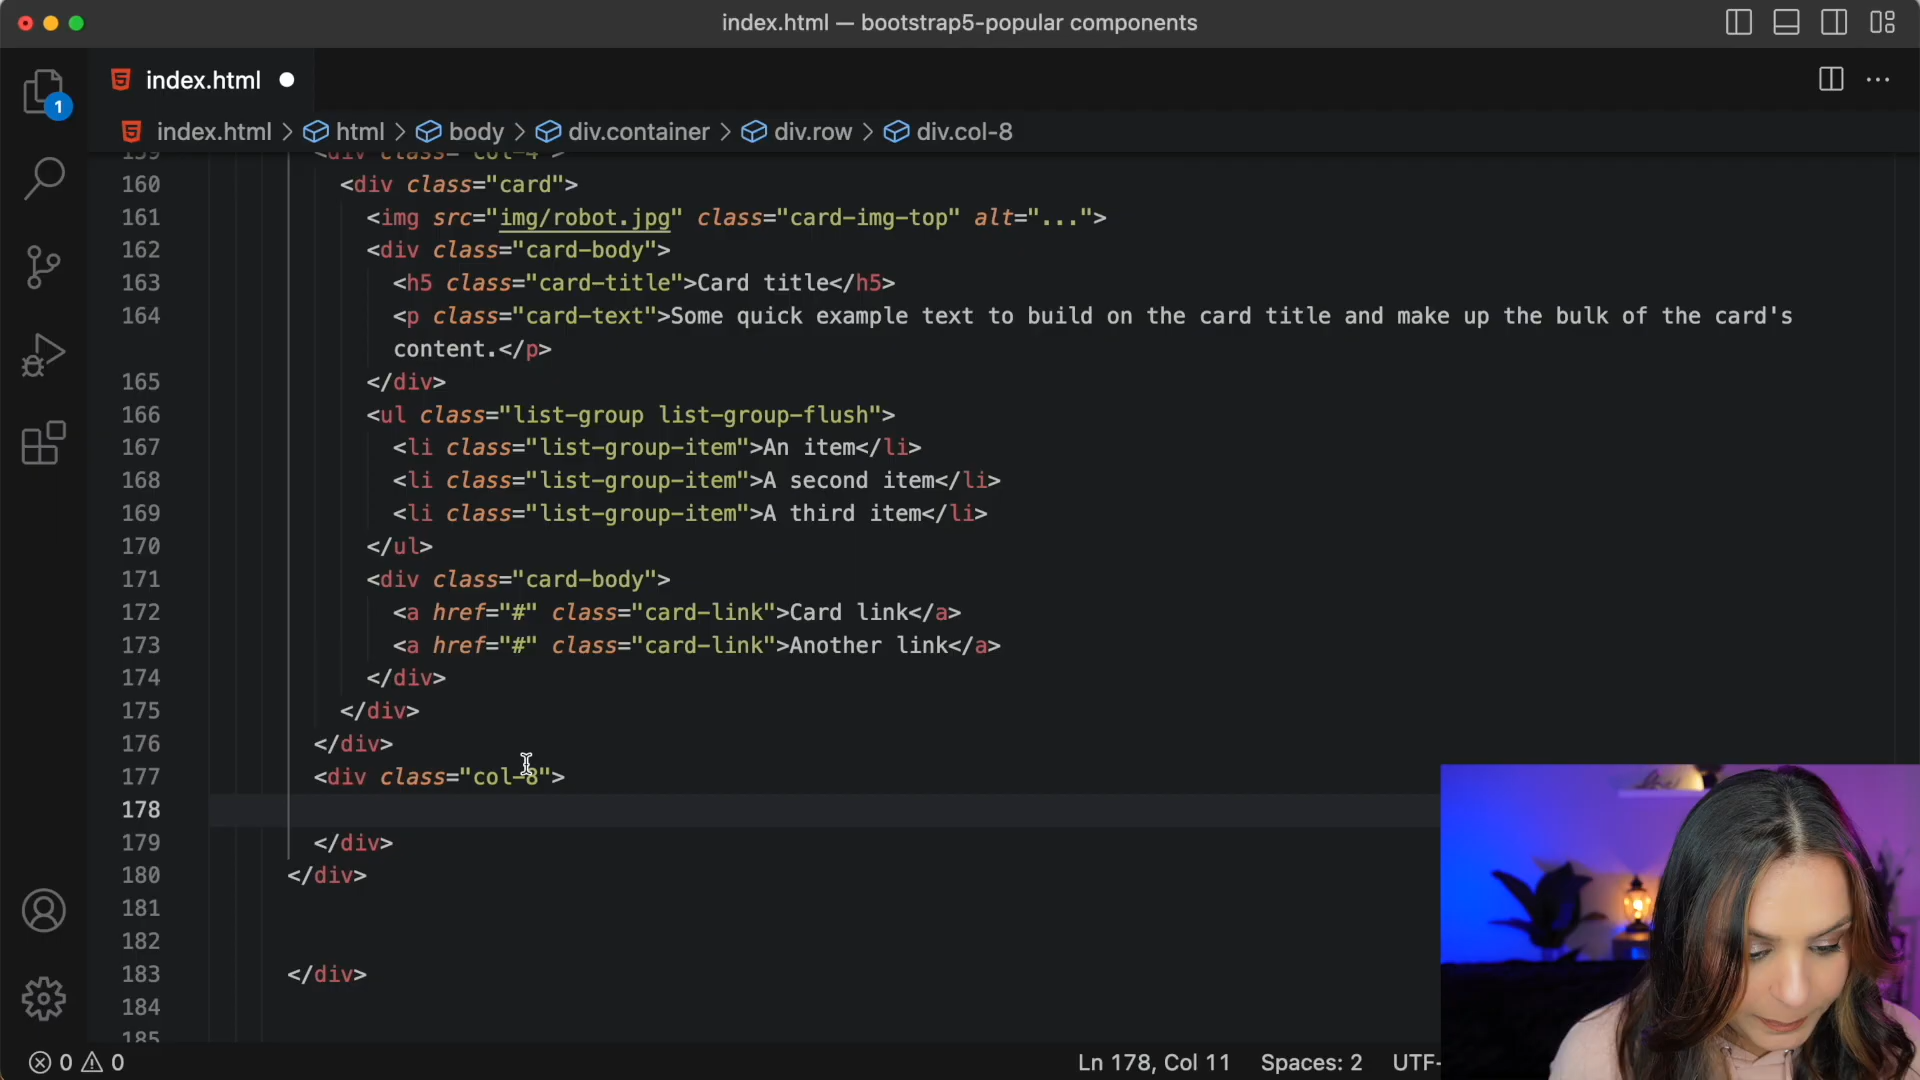 index.html — bootstrap5-popular components
1
index.html
index.html > html > body > div.container > div.row > div.col-8
159 <div class="col-4">
160 <div class="card">
161 <img src="img/robot.jpg" class="card-img-top" alt="...">
162 <div class="card-body">
163 <h5 class="card-title">Card title</h5>
164 <p class="card-text">Some quick example text to build on the card title and make up the bulk of the card's
content.</p>
165 </div>
166 <ul class="list-group list-group-flush">
167 <li class="list-group-item">An item</li>
168 <li class="list-group-item">A second item</li>
169 <li class="list-group-item">A third item</li>
170 </ul>
171 <div class="card-body">
172 <a href="#" class="card-link">Card link</a>
173 <a href="#" class="card-link">Another link</a>
174 </div>
175 </div>
176 </div>
177 <div class="col-8">
178
179 </div>
180 </div>
181
182
183 </div>
184
185
0 0 Ln 178, Col 11 Spaces: 2 UTF-